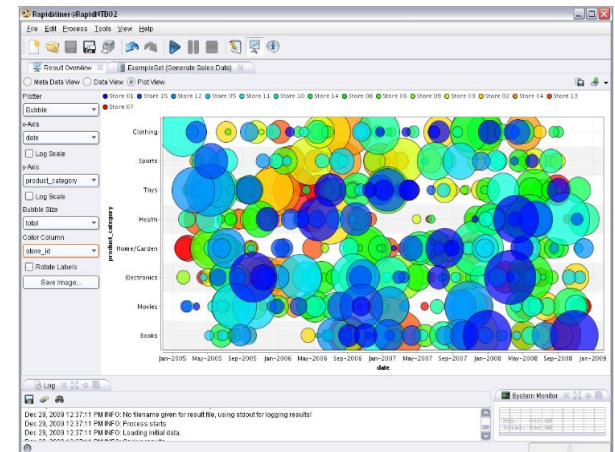 RapidMiner@RapidNTB02
File Edit Process Tools View Help
Result Overview ExampleSet (Generate Sales Data)
Meta Data View Data View Plot View
Plotter
Bubble
x-Axis
date
Log Scale
y-Axis
product_category
Log Scale
Bubble Size
total
Color Column
store_id
Rotate Labels
Save Image...
Store 01 Store 15 Store 12 Store 05 Store 11 Store 10 Store 14 Store 08 Store 06 Store 09 Store 03 Store 02 Store 04 Store 13
Store 07
product_category
Clothing
Sports
Toys
Health
Home/Garden
Electronics
Movies
Books
Jan-2005 May-2005 Sep-2005 Jan-2006 May-2006 Sep-2006 Jan-2007 May-2007 Sep-2007 Jan-2008 May-2008 Sep-2008 Jan-2009
date
Log
System Monitor
Dec 29, 2009 12:37:11 PM INFO: No filename given for result file, using stdout for logging results!
Dec 29, 2009 12:37:11 PM INFO: Process starts
Dec 29, 2009 12:37:11 PM INFO: Loading initial data.